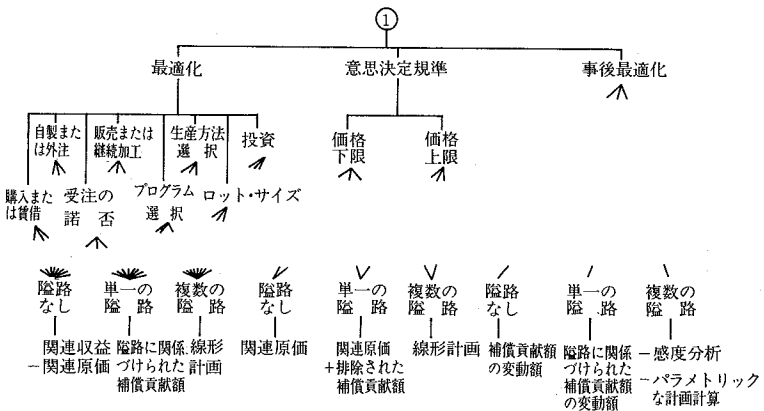 ①
最適化
意思決定規準
事後最適化
自製また
は外注
販売または
継続加工
生産方法
選択
投資
価格
下限
価格
上限
購入また
は賃借
受注の
諾否
プログラム
選択
ロット・サイズ
隘路
なし
単一の
隘路
複数の
隘路
隘路
なし
単一の
隘路
複数の
隘路
隘路
なし
単一の
隘路
複数の
隘路
関連収益
−関連原価
隘路に関係
づけられた
補償貢献額
線形
計画
関連原価
関連原価
+排除された
補償貢献額
線形計画
補償貢献額
の変動額
隘路に関係
づけられた
補償貢献額
の変動額
−感度分析
−パラメトリック
な計画計算